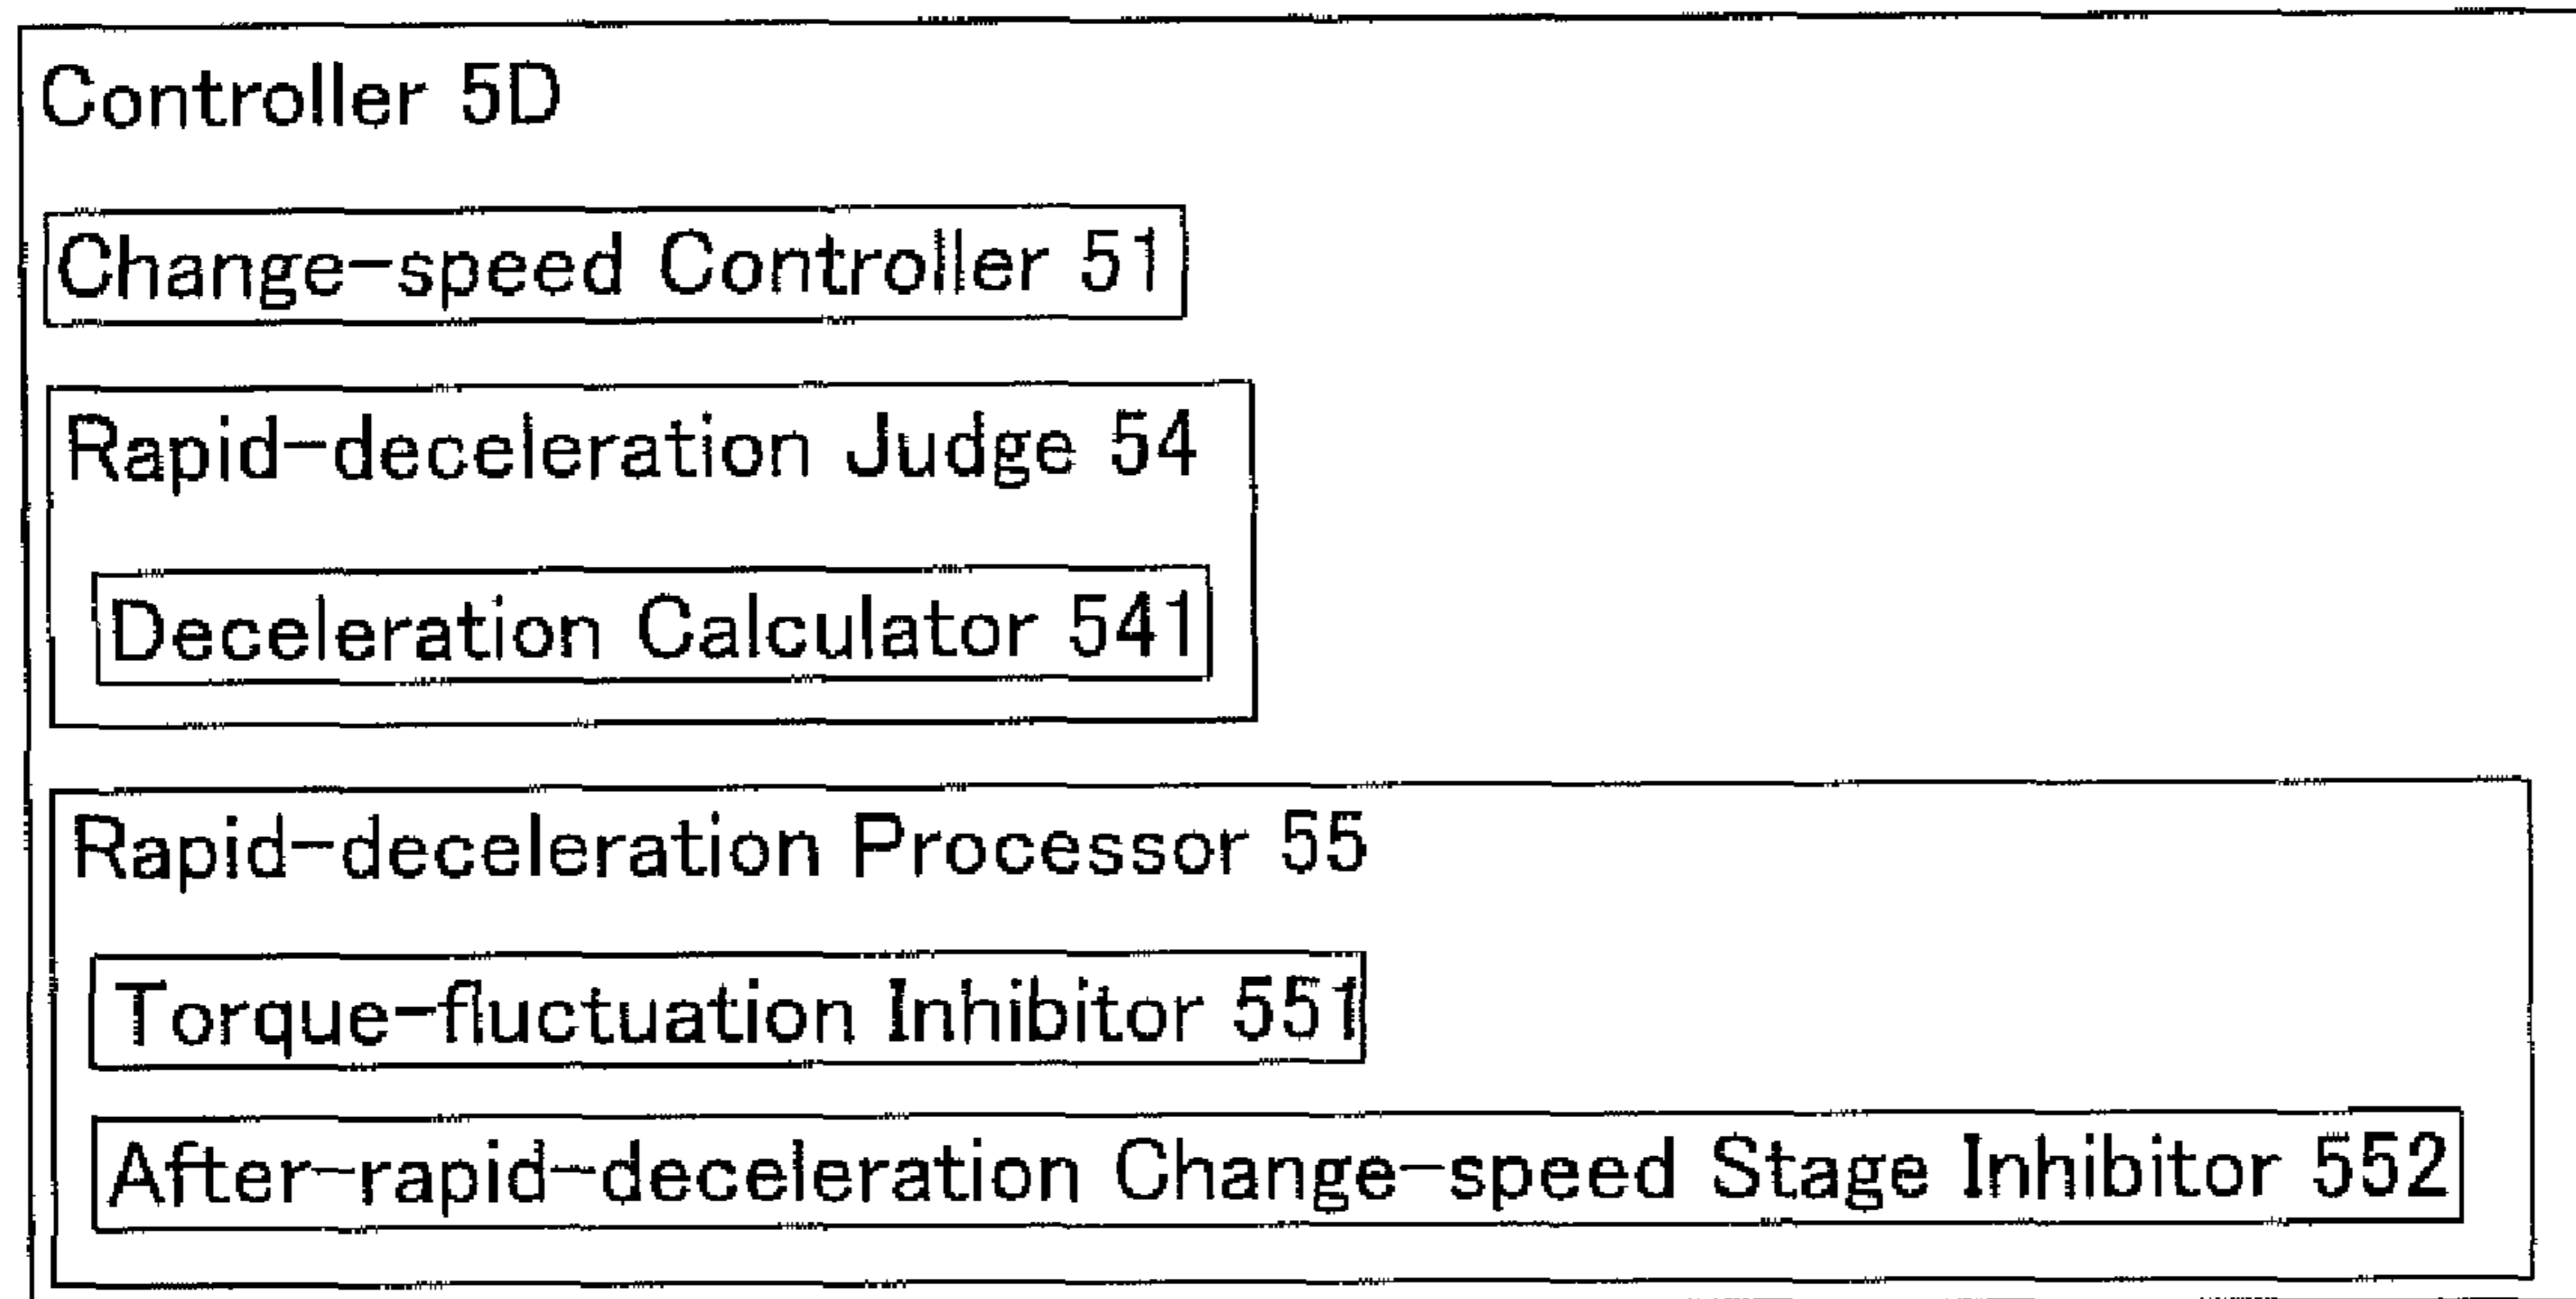 Controller 5D
Change-speed Controller 51
Rapid-deceleration Judge 54
Deceleration Calculator 541
Rapid-deceleration Processor 55
Torque-fluctuation Inhibitor 551
After-rapid-deceleration Change-speed Stage Inhibitor 552